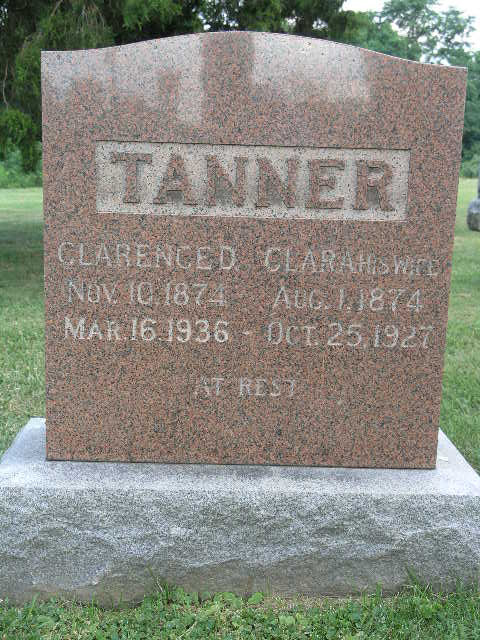 TANNER
CLARENCE D. CLARA HIS WIFE
NOV. 10, 1874 AUG. 1, 1874
MAR. 16, 1936 - OCT. 25, 1927
AT REST